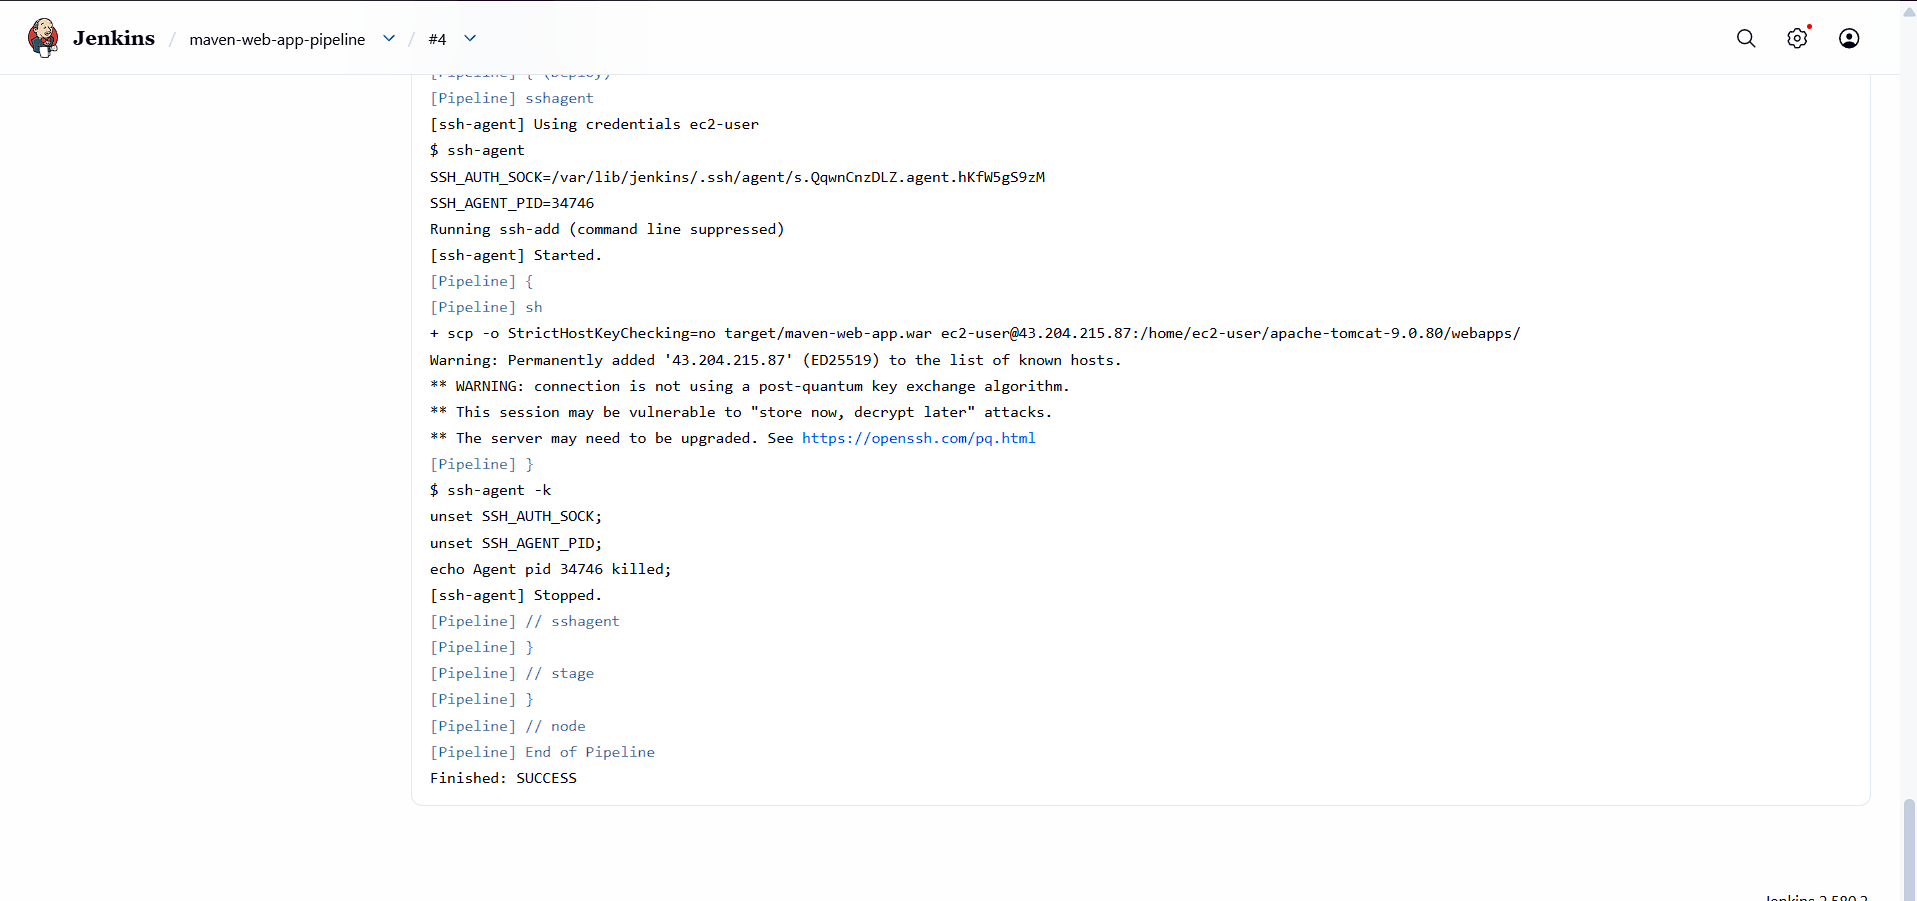 Jenkins / maven-web-app-pipeline / #4
[Pipeline] { (Deploy)
[Pipeline] sshagent
[ssh-agent] Using credentials ec2-user
$ ssh-agent
SSH_AUTH_SOCK=/var/lib/jenkins/.ssh/agent/s.QqwnCnzDLZ.agent.hKfW5gS9zM
SSH_AGENT_PID=34746
Running ssh-add (command line suppressed)
[ssh-agent] Started.
[Pipeline] {
[Pipeline] sh
+ scp -o StrictHostKeyChecking=no target/maven-web-app.war ec2-user@43.204.215.87:/home/ec2-user/apache-tomcat-9.0.80/webapps/
Warning: Permanently added '43.204.215.87' (ED25519) to the list of known hosts.
** WARNING: connection is not using a post-quantum key exchange algorithm.
** This session may be vulnerable to "store now, decrypt later" attacks.
** The server may need to be upgraded. See https://openssh.com/pq.html
[Pipeline] }
$ ssh-agent -k
unset SSH_AUTH_SOCK;
unset SSH_AGENT_PID;
echo Agent pid 34746 killed;
[ssh-agent] Stopped.
[Pipeline] // sshagent
[Pipeline] }
[Pipeline] // stage
[Pipeline] }
[Pipeline] // node
[Pipeline] End of Pipeline
Finished: SUCCESS
Jenkins